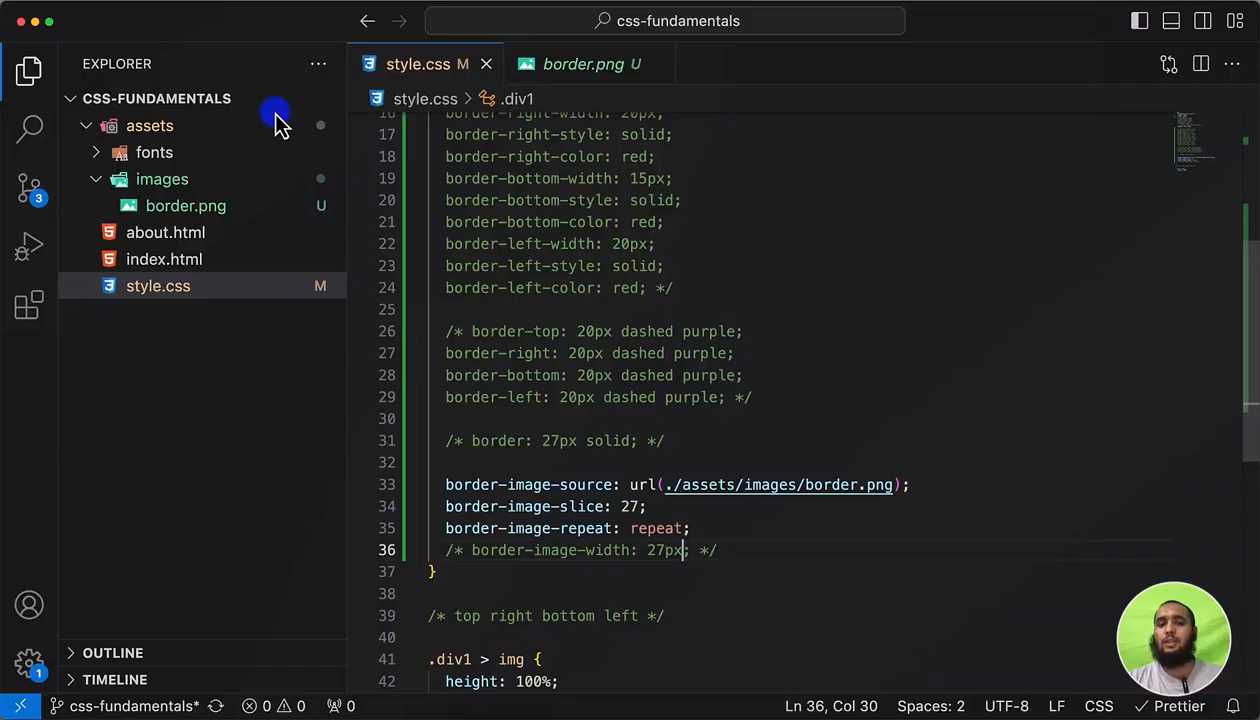 css-fundamentals
EXPLORER
CSS-FUNDAMENTALS
assets
fonts
images
border.png U
about.html
index.html
style.css M
OUTLINE
TIMELINE
3
1
style.css M
border.png U
style.css > .div1
16 border-right-width: 20px;
17 border-right-style: solid;
18 border-right-color: red;
19 border-bottom-width: 15px;
20 border-bottom-style: solid;
21 border-bottom-color: red;
22 border-left-width: 20px;
23 border-left-style: solid;
24 border-left-color: red; */
25
26 /* border-top: 20px dashed purple;
27 border-right: 20px dashed purple;
28 border-bottom: 20px dashed purple;
29 border-left: 20px dashed purple; */
30
31 /* border: 27px solid; */
32
33 border-image-source: url(./assets/images/border.png);
34 border-image-slice: 27;
35 border-image-repeat: repeat;
36 /* border-image-width: 27px; */
37 }
38
39 /* top right bottom left */
40
41 .div1 > img {
42 height: 100%;
css-fundamentals* 0 0 0 Ln 36, Col 30 Spaces: 2 UTF-8 LF CSS Prettier